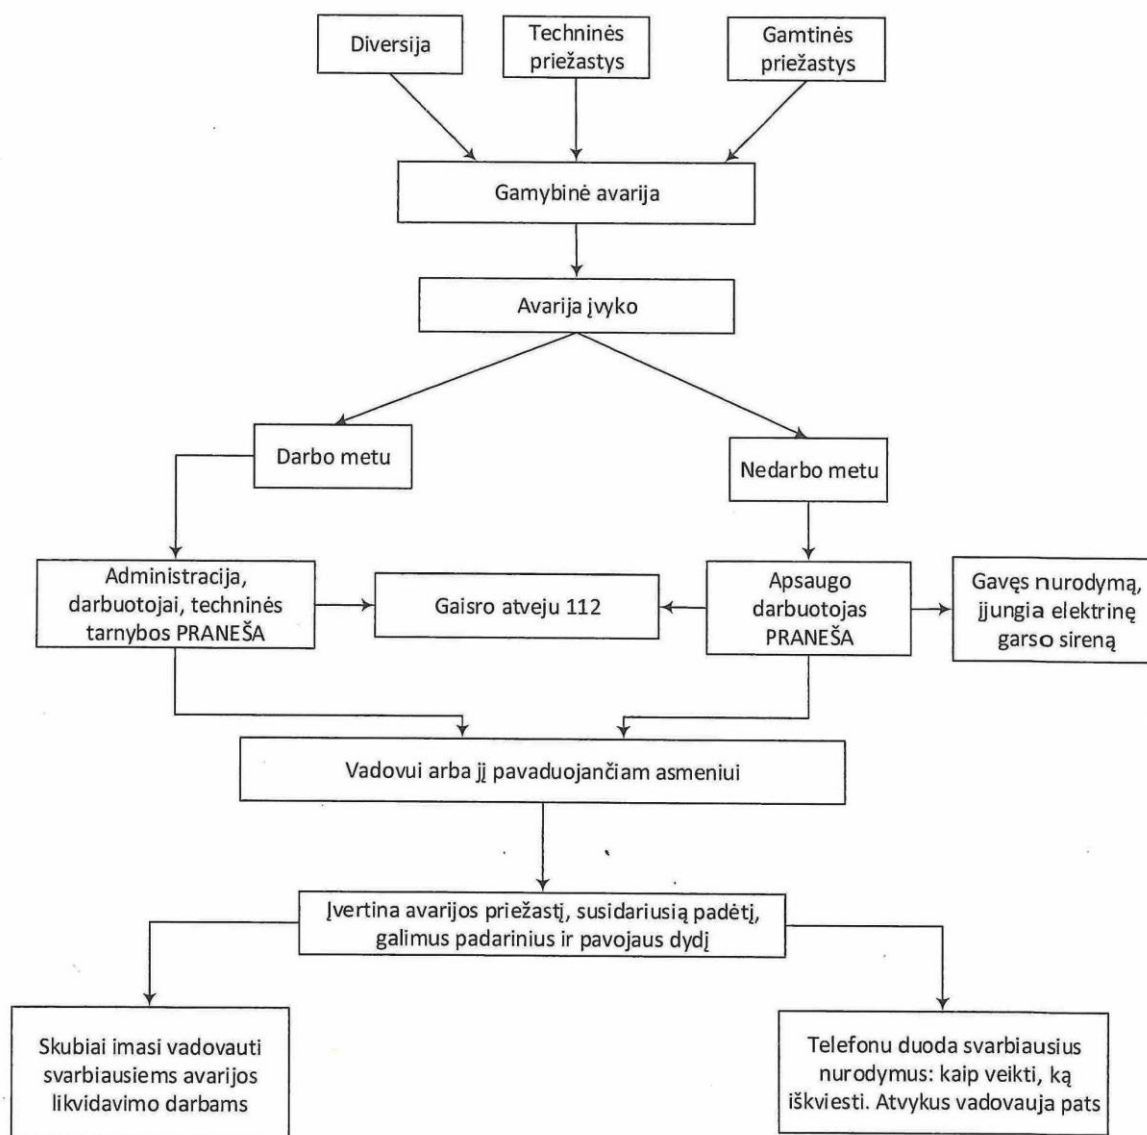 Diversija
Techninės
priežastys
Gamtinės
priežastys
Gamybinė avarija
Avarija įvyko
Darbo metu
Nedarbo metu
Administracija,
darbuotojai, techninės
tarnybos PRANEŠA
Gaisro atveju 112
Apsaugo
darbuotojas
PRANEŠA
Gavęs nurodymą,
įjungia elektrinę
garso sireną
Vadovui arba jį pavaduojančiam asmeniui
Įvertina avarijos priežastį, susidariusią padėtį,
galimus padarinius ir pavojaus dydį
Skubiai imasi vadovauti
svarbiausiems avarijos
likvidavimo darbams
Telefonu duoda svarbiausius
nurodymus: kaip veikti, ką
iškviesti. Atvykus vadovauja pats